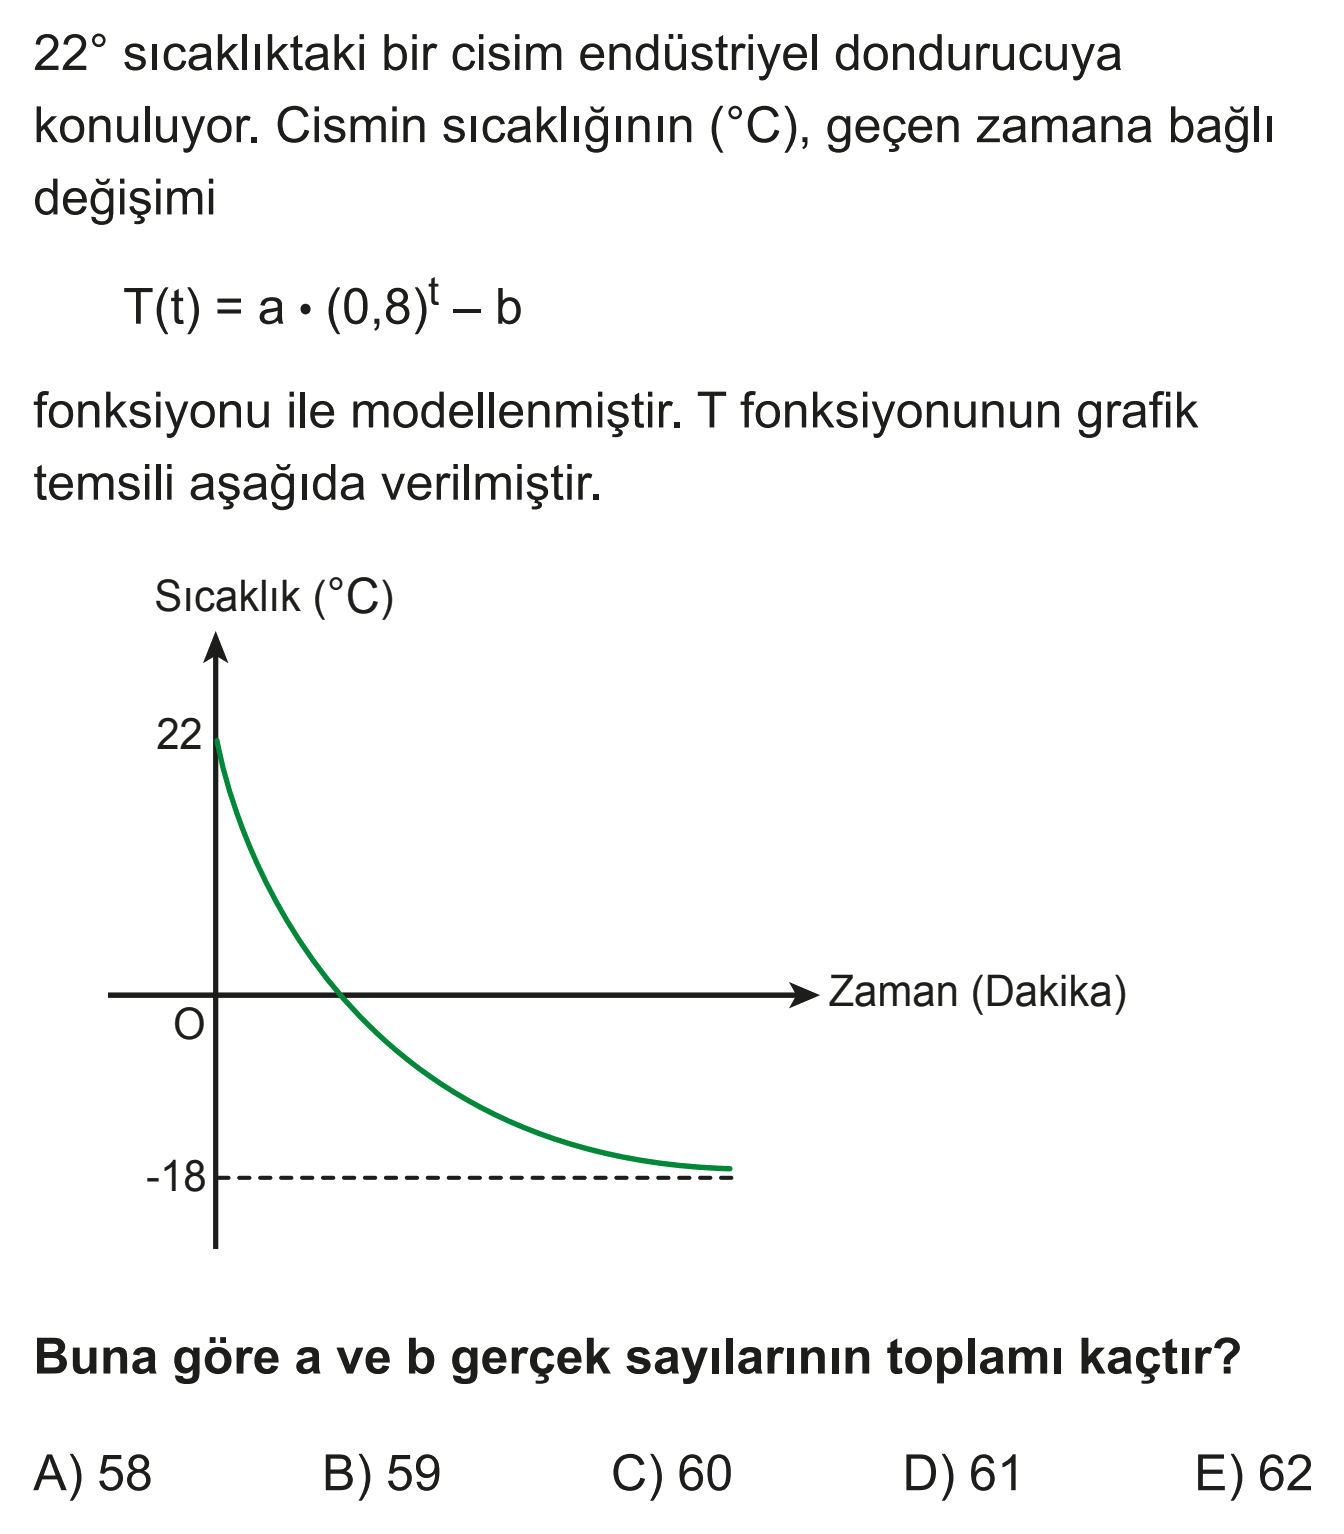 22° sıcaklıktaki bir cisim endüstriyel dondurucuya
konuluyor. Cismin sıcaklığının (°C), geçen zamana bağlı
değişimi
T(t) = a • (0,8)^t – b
fonksiyonu ile modellenmiştir. T fonksiyonunun grafik
temsili aşağıda verilmiştir.
Sıcaklık (°C)
22
Zaman (Dakika)
O
-18
Buna göre a ve b gerçek sayılarının toplamı kaçtır?
A) 58 B) 59 C) 60 D) 61 E) 62